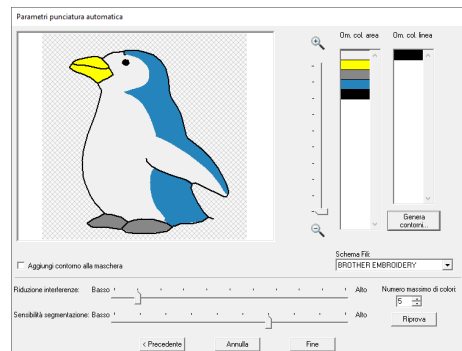 Parametri punciatura automatica
Om. col. area
Om. col. linea
Genera
contorni...
Schema Fili:
BROTHER EMBROIDERY
Aggiungi contorno alla maschera
Riduzione interferenze: Basso
Alto
Numero massimo di colori:
5
Sensibilità segmentazione: Basso
Alto
Riprova
< Precedente
Annulla
Fine